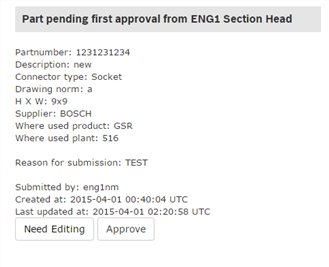 Part pending first approval from ENG1 Section Head
Partnumber: 1231231234
Description: new
Connector type: Socket
Drawing norm: a
H X W: 9x9
Supplier: BOSCH
Where used product: GSR
Where used plant: 516
Reason for submission: TEST
Submitted by: eng1nm
Created at: 2015-04-01 00:40:04 UTC
Last updated at: 2015-04-01 02:20:58 UTC
Need Editing Approve